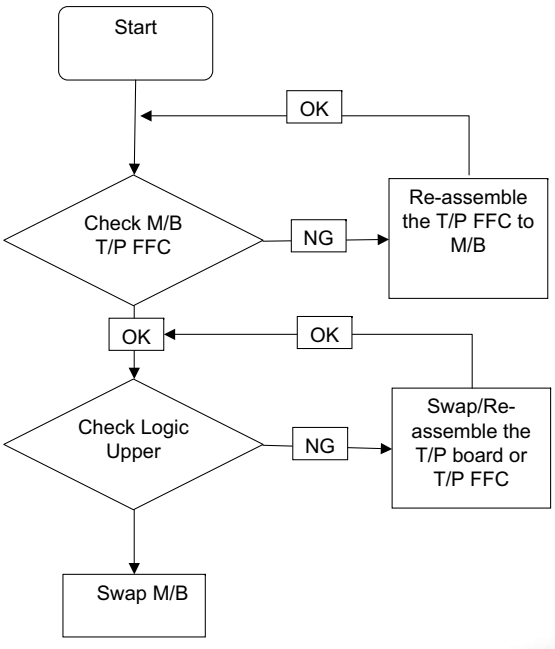 Start
OK
Check M/B
T/P FFC
NG
Re-assemble
the T/P FFC to
M/B
OK
OK
Check Logic
Upper
NG
Swap/Re-
assemble the
T/P board or
T/P FFC
Swap M/B